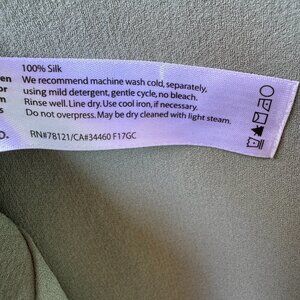 100% Silk
We recommend machine wash cold, separately,
using mild detergent, gentle cycle, no bleach.
Rinse well. Line dry. Use cool iron, if necessary.
Do not overpress. May be dry cleaned with light steam.
RN#78121/CA#34460 F17GC